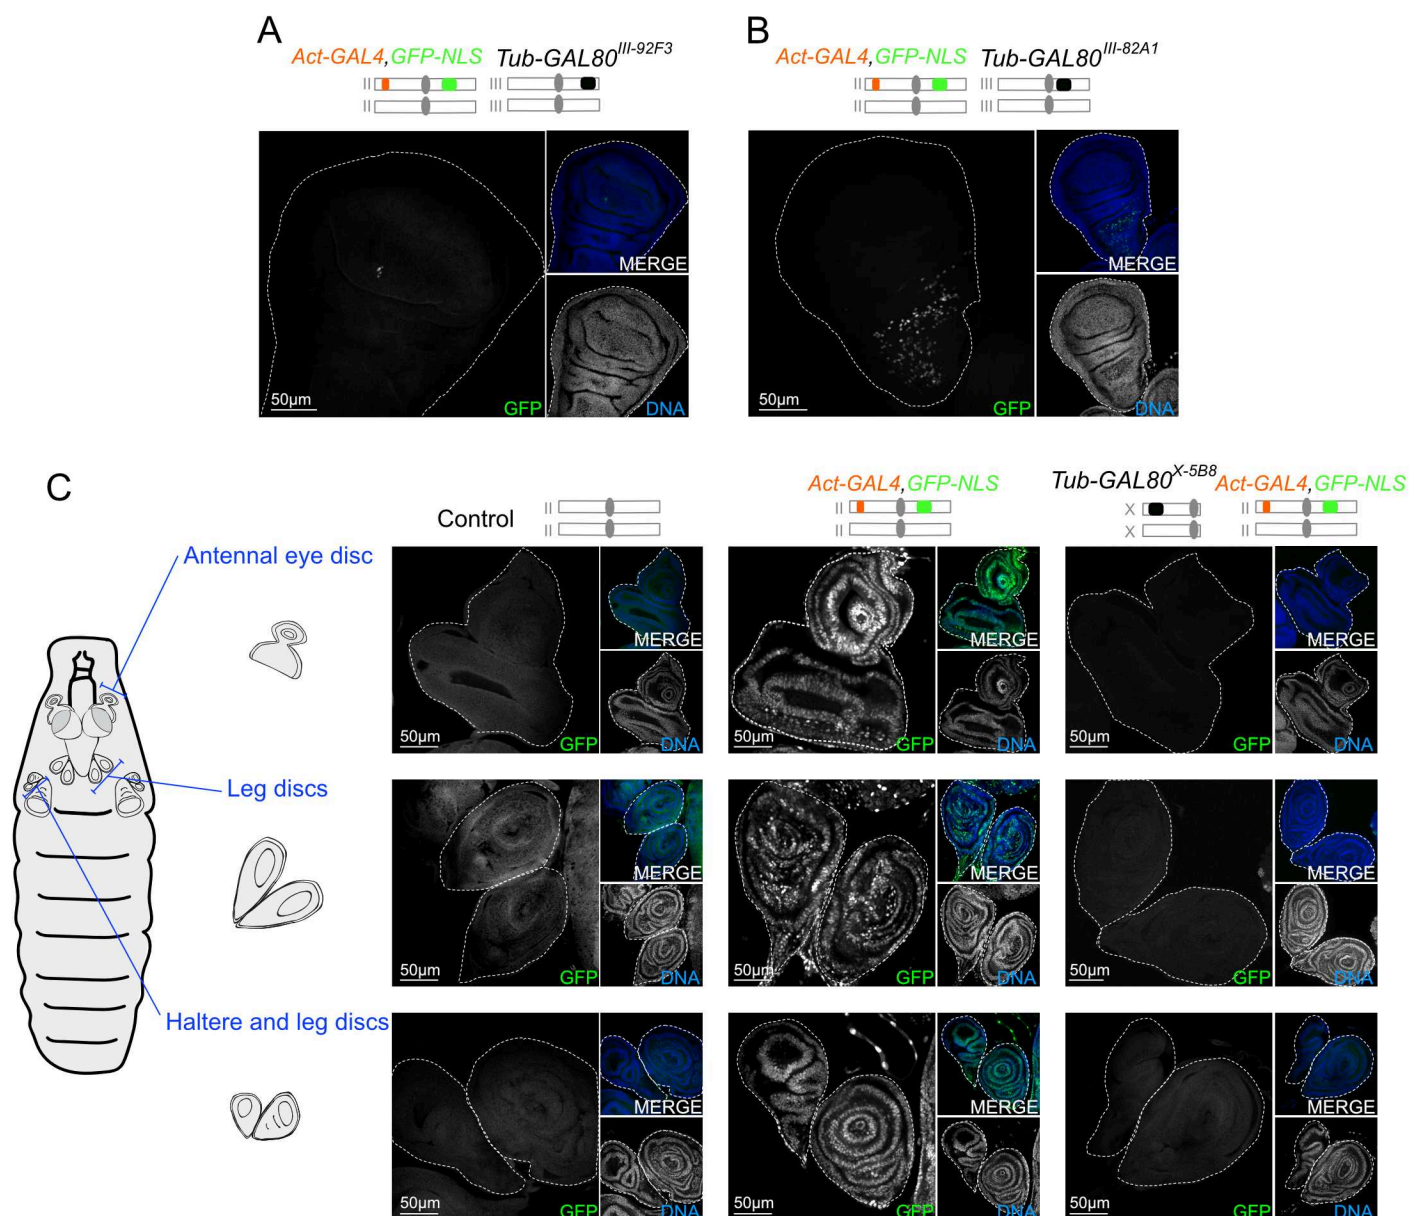 A
Act-GAL4,GFP-NLS Tub-GAL80III-92F3
II III
II III
MERGE
50µm GFP DNA
B
Act-GAL4,GFP-NLS Tub-GAL80III-82A1
II III
II III
MERGE
50µm GFP DNA
C
Control
II
II
Act-GAL4,GFP-NLS
II
II
Tub-GAL80X-5B8 Act-GAL4,GFP-NLS
X II
X II
Antennal eye disc
MERGE MERGE MERGE
50µm GFP DNA 50µm GFP DNA 50µm GFP DNA
Leg discs
MERGE MERGE MERGE
50µm GFP DNA 50µm GFP DNA 50µm GFP DNA
Haltere and leg discs
MERGE MERGE MERGE
50µm GFP DNA 50µm GFP DNA 50µm GFP DNA